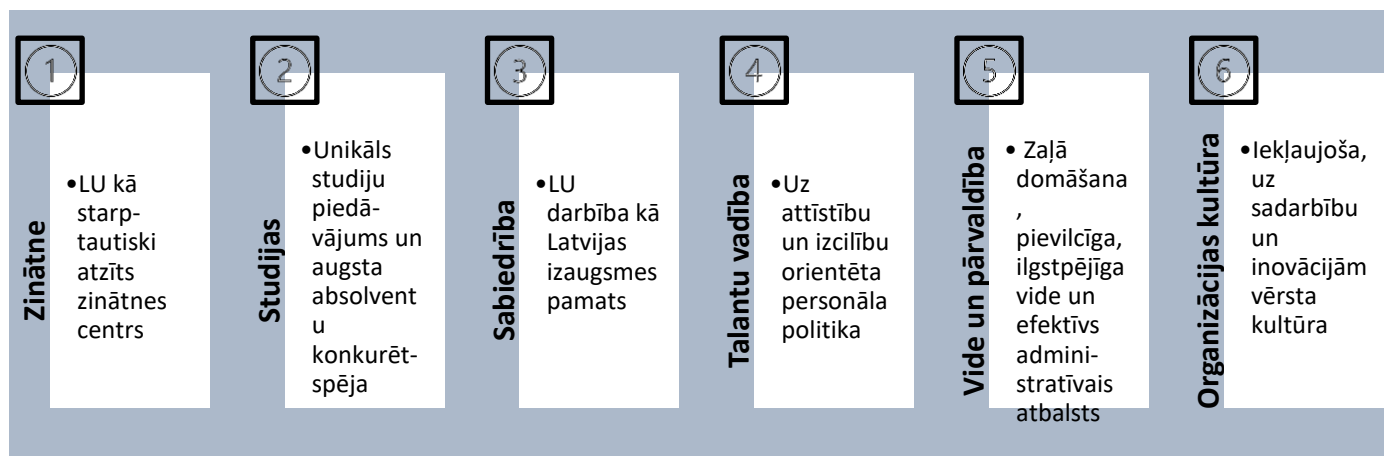 1
Zinātne
•LU kā
starp-
tautiski
atzīts
zinātnes
centrs
2
Studijas
•Unikāls
studiju
piedā-
vājums un
augsta
absolvent
u
konkurēt-
spēja
3
Sabiedrība
•LU
darbība kā
Latvijas
izaugsmes
pamats
4
Talantu vadība
•Uz
attīstību
un izcilību
orientēta
personāla
politika
5
Vide un pārvaldība
• Zaļā
domāšana
,
pievilcīga,
ilgstpējīga
vide un
efektīvs
admini-
stratīvais
atbalsts
6
Organizācijas kultūra
•Iekļaujoša,
uz
sadarbību
un
inovācijām
vērsta
kultūra